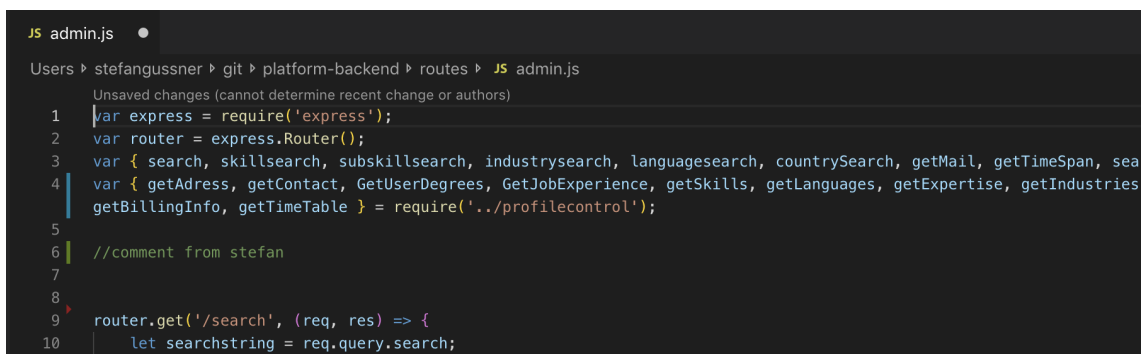 JS admin.js
Users stefangussner git platform-backend routes JS admin.js
Unsaved changes (cannot determine recent change or authors)
1 var express = require('express');
2 var router = express.Router();
3 var { search, skillsearch, subskillsearch, industrysearch, languagesearch, countrySearch, getMail, getTimeSpan, sea
4 var { getAdress, getContact, GetUserDegrees, GetJobExperience, getSkills, getLanguages, getExpertise, getIndustries
getBillingInfo, getTimeTable } = require('../profilecontrol');
5
6 //comment from stefan
7
8
9 router.get('/search', (req, res) => {
10 let searchstring = req.query.search;